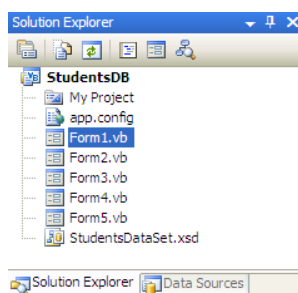 Solution Explorer
StudentsDB
My Project
app.config
Form1.vb
Form2.vb
Form3.vb
Form4.vb
Form5.vb
StudentsDataSet.xsd
Solution Explorer Data Sources